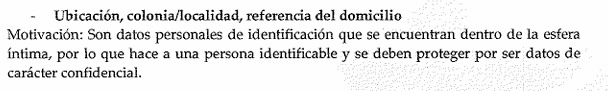 - Ubicación, colonia/localidad, referencia del domicilio
Motivación: Son datos personales de identificación que se encuentran dentro de la esfera
íntima, por lo que hace a una persona identificable y se deben proteger por ser datos de
carácter confidencial.